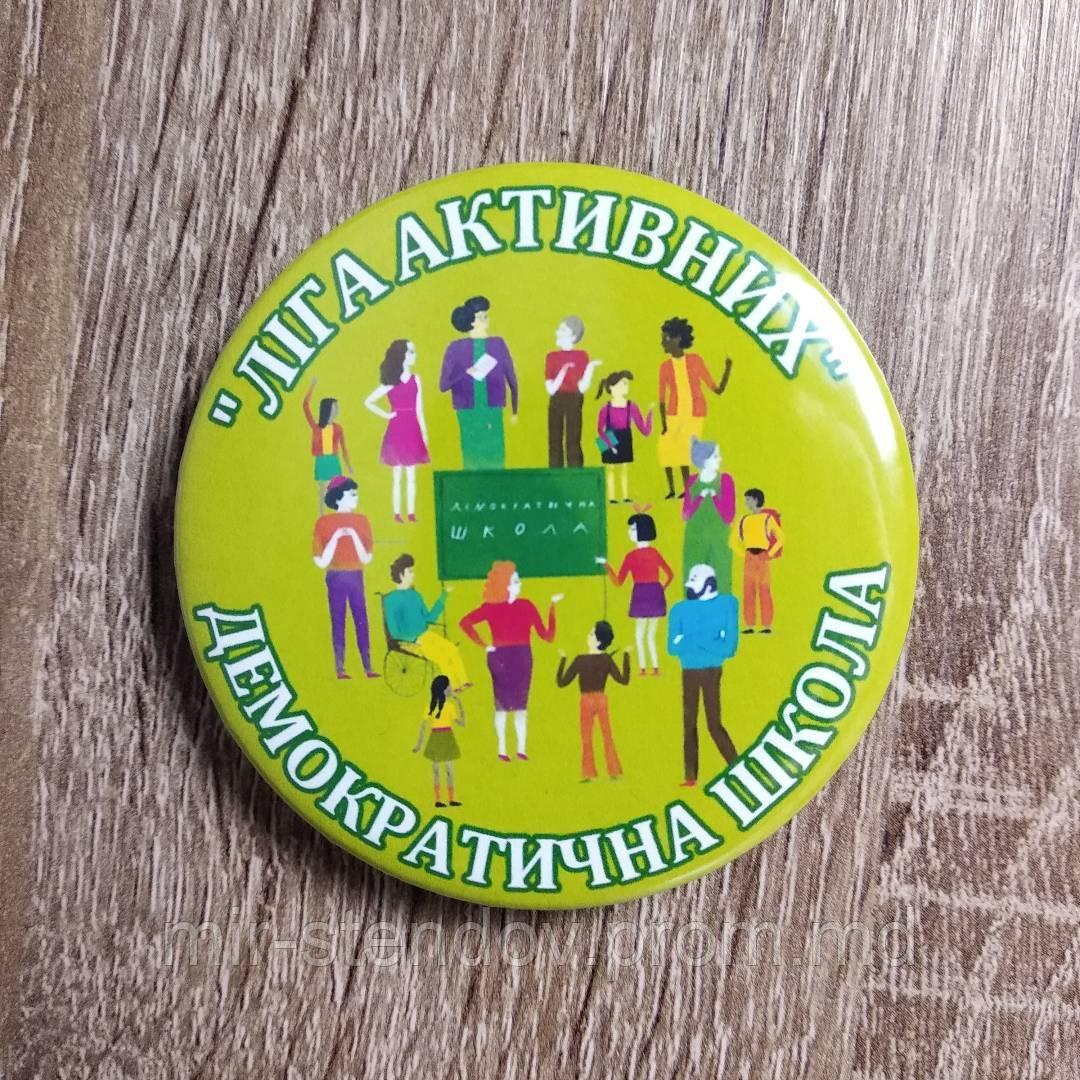 "ЛІГА АКТИВНИХ"
ДЕМОКРАТИЧНА
ШКОЛА
ДЕМОКРАТИЧНА ШКОЛА
mir-stendov.prom.md